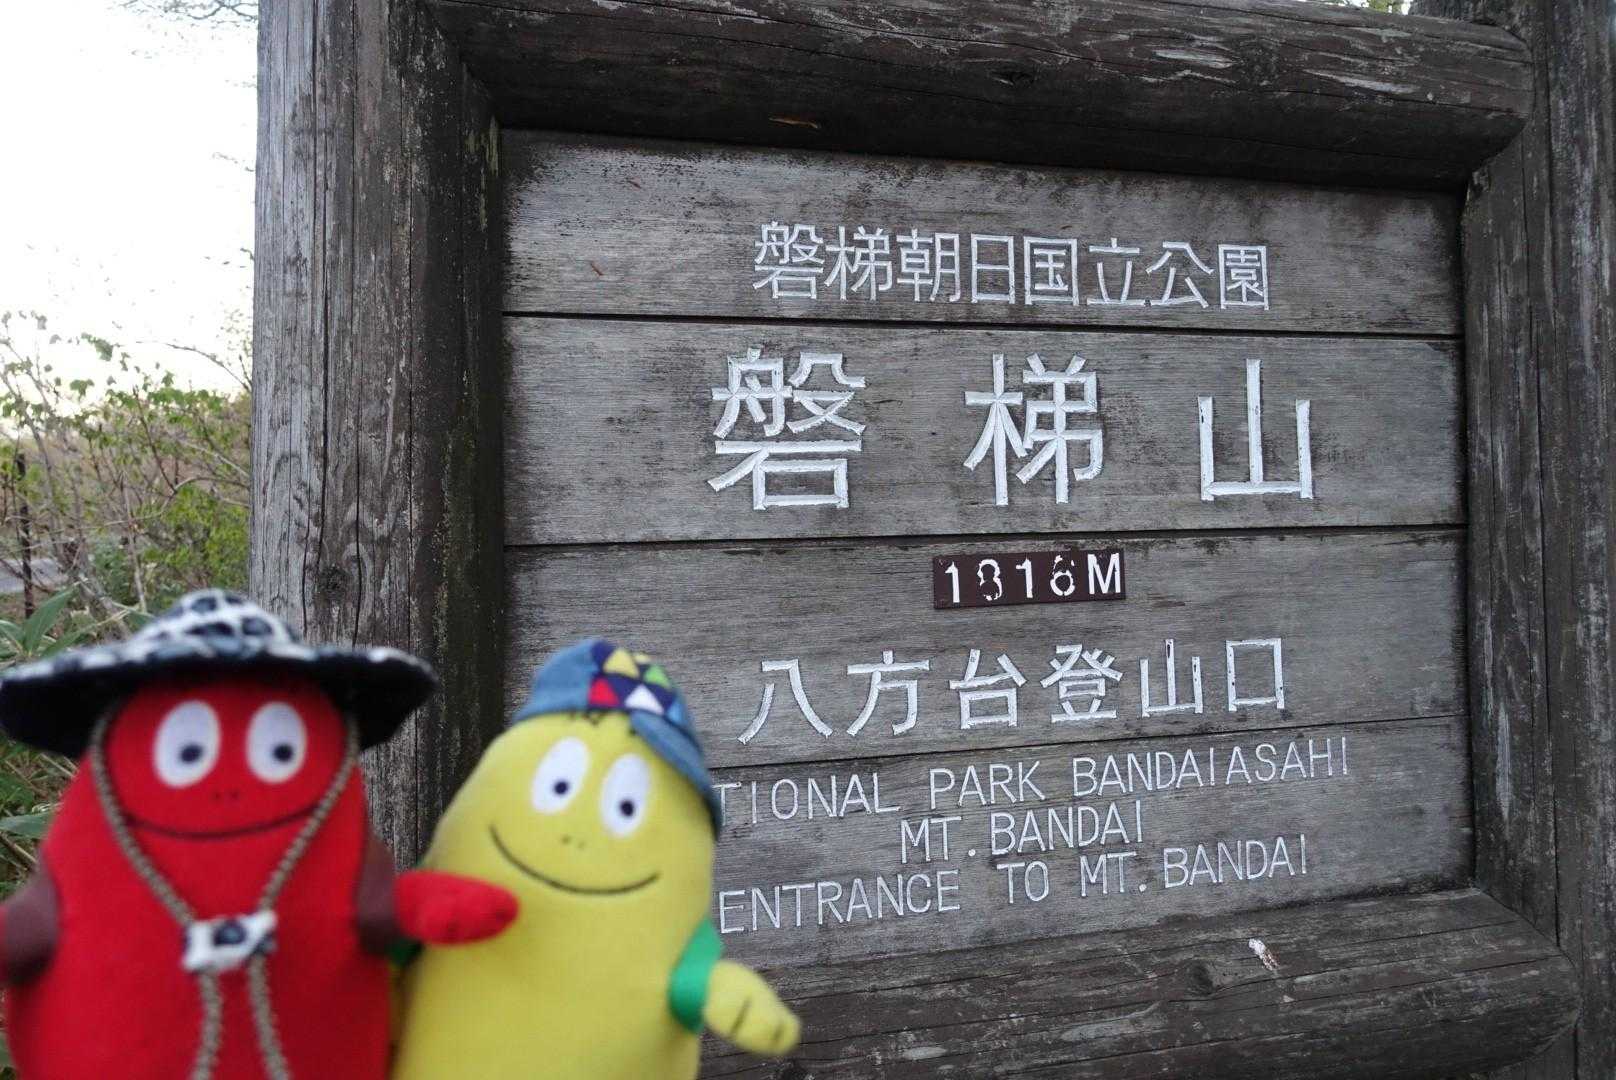 磐梯朝日国立公園
磐梯山
1816M
八方台登山口
TIONAL PARK BANDAIASAHI
MT.BANDAI
ENTRANCE TO MT.BANDAI